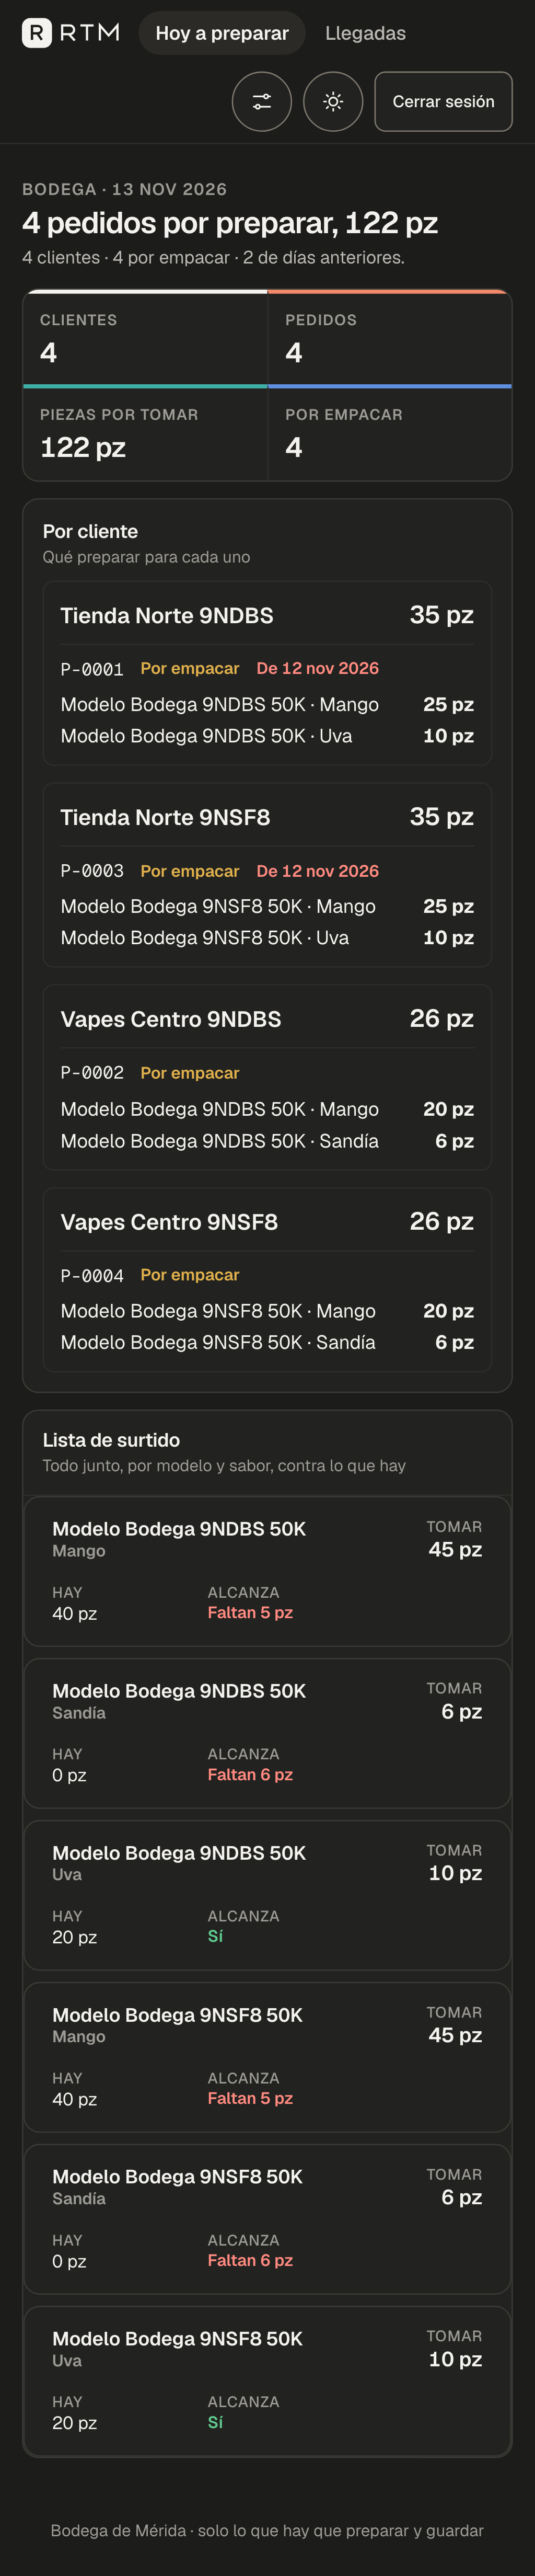 R RTM Hoy a preparar Llegadas
Cerrar sesión
BODEGA · 13 NOV 2026
4 pedidos por preparar, 122 pz
4 clientes · 4 por empacar · 2 de días anteriores.
CLIENTES PEDIDOS
4 4
PIEZAS POR TOMAR POR EMPACAR
122 pz 4
Por cliente
Qué preparar para cada uno
Tienda Norte 9NDBS 35 pz
P-0001 Por empacar De 12 nov 2026
Modelo Bodega 9NDBS 50K · Mango 25 pz
Modelo Bodega 9NDBS 50K · Uva 10 pz
Tienda Norte 9NSF8 35 pz
P-0003 Por empacar De 12 nov 2026
Modelo Bodega 9NSF8 50K · Mango 25 pz
Modelo Bodega 9NSF8 50K · Uva 10 pz
Vapes Centro 9NDBS 26 pz
P-0002 Por empacar
Modelo Bodega 9NDBS 50K · Mango 20 pz
Modelo Bodega 9NDBS 50K · Sandía 6 pz
Vapes Centro 9NSF8 26 pz
P-0004 Por empacar
Modelo Bodega 9NSF8 50K · Mango 20 pz
Modelo Bodega 9NSF8 50K · Sandía 6 pz
Lista de surtido
Todo junto, por modelo y sabor, contra lo que hay
Modelo Bodega 9NDBS 50K TOMAR
Mango 45 pz
HAY ALCANZA
40 pz Faltan 5 pz
Modelo Bodega 9NDBS 50K TOMAR
Sandía 6 pz
HAY ALCANZA
0 pz Faltan 6 pz
Modelo Bodega 9NDBS 50K TOMAR
Uva 10 pz
HAY ALCANZA
20 pz Sí
Modelo Bodega 9NSF8 50K TOMAR
Mango 45 pz
HAY ALCANZA
40 pz Faltan 5 pz
Modelo Bodega 9NSF8 50K TOMAR
Sandía 6 pz
HAY ALCANZA
0 pz Faltan 6 pz
Modelo Bodega 9NSF8 50K TOMAR
Uva 10 pz
HAY ALCANZA
20 pz Sí
Bodega de Mérida · solo lo que hay que preparar y guardar